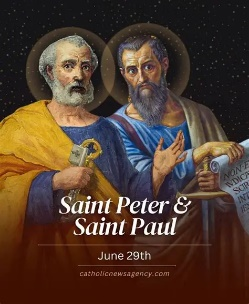 Saint Peter &
Saint Paul
June 29th
catholicnewsagency.com